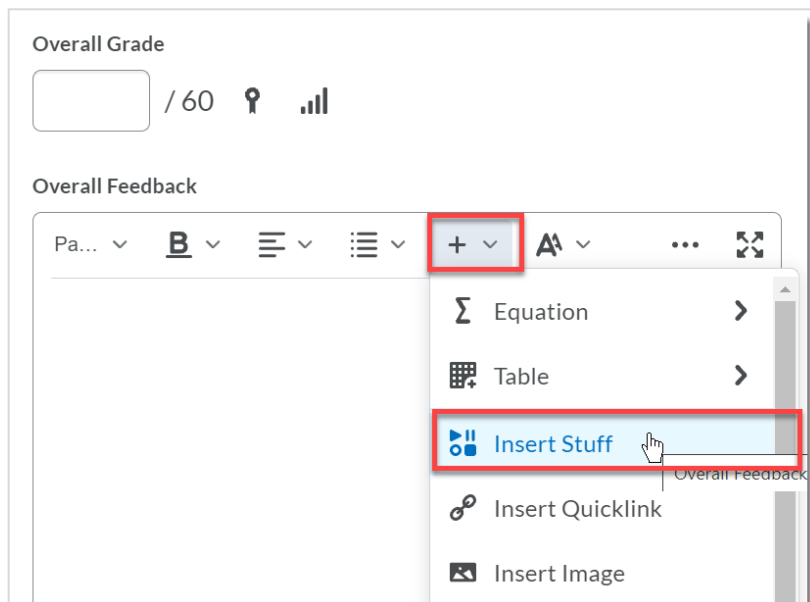 Overall Grade
/ 60
Overall Feedback
Pa... B + A
Equation
Table
Insert Stuff
Overall Feedback
Insert Quicklink
Insert Image